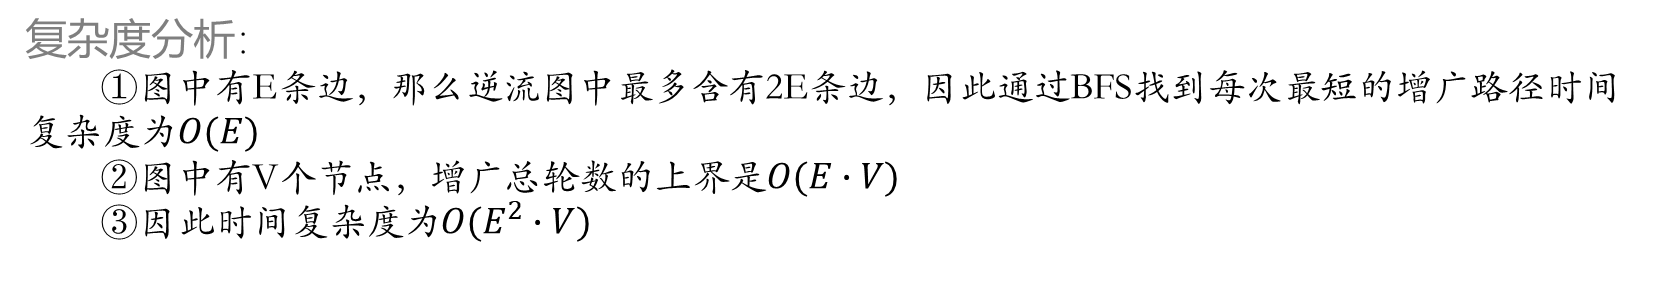 复杂度分析:
①图中有E条边，那么逆流图中最多含有2E条边，因此通过BFS找到每次最短的增广路径时间
复杂度为O(E)
②图中有V个节点，增广总轮数的上界是O(E · V)
③因此时间复杂度为O(E² · V)